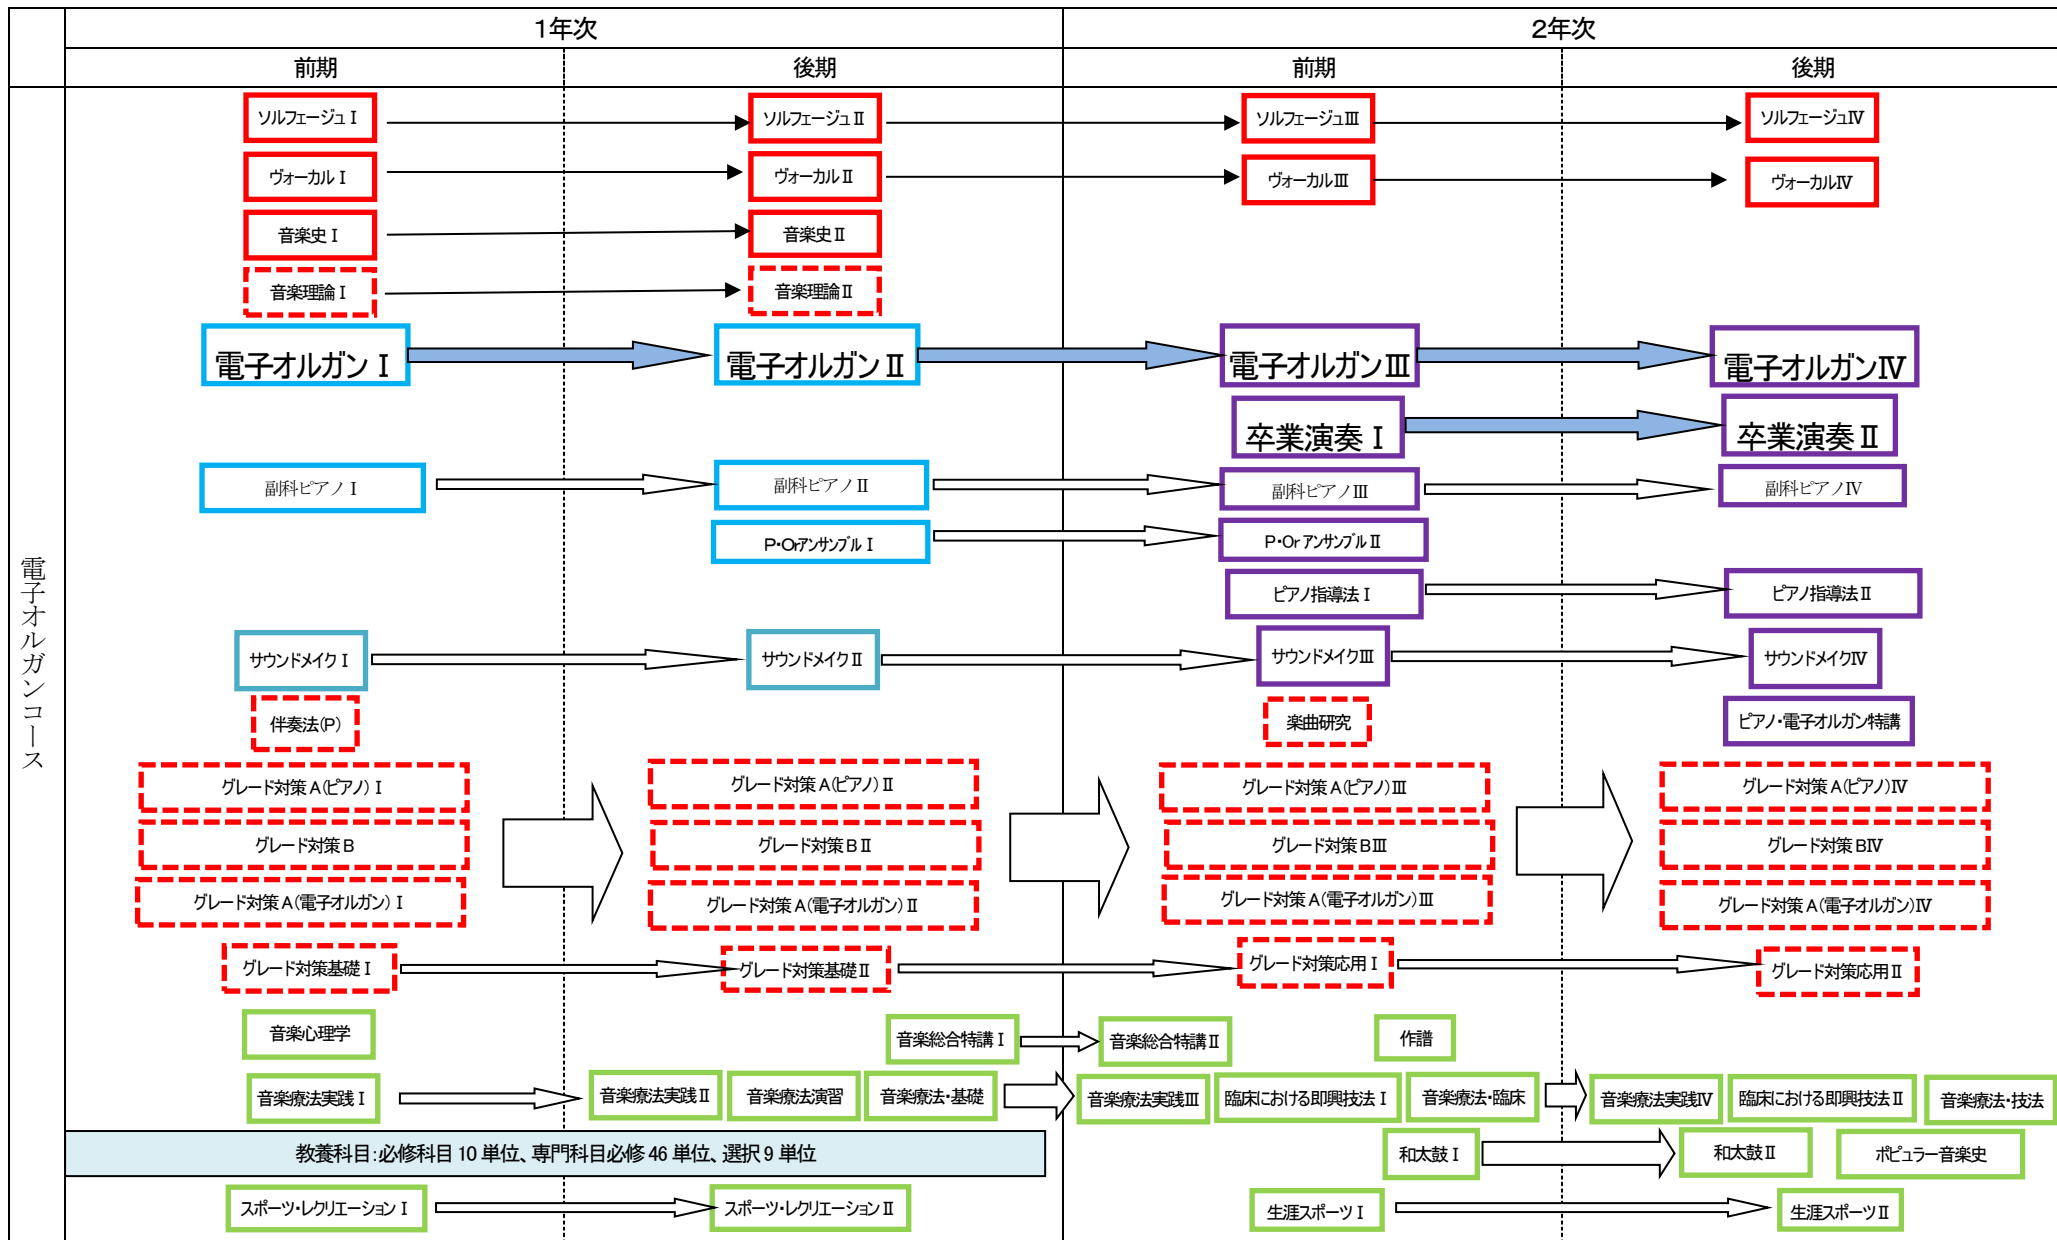 1年次
2年次
前期
後期
前期
後期
電子オルガンコース
ソルフェージュⅠ
ソルフェージュⅡ
ソルフェージュⅢ
ソルフェージュⅣ
ヴォーカルⅠ
ヴォーカルⅡ
ヴォーカルⅢ
ヴォーカルⅣ
音楽史Ⅰ
音楽史Ⅱ
音楽理論Ⅰ
音楽理論Ⅱ
電子オルガンⅠ
電子オルガンⅡ
電子オルガンⅢ
電子オルガンⅣ
卒業演奏Ⅰ
卒業演奏Ⅱ
副科ピアノⅠ
副科ピアノⅡ
副科ピアノⅢ
副科ピアノⅣ
P・OrアンサンブルⅠ
P・OrアンサンブルⅡ
ピアノ指導法Ⅰ
ピアノ指導法Ⅱ
サウンドメイクⅠ
サウンドメイクⅡ
サウンドメイクⅢ
サウンドメイクⅣ
伴奏法(P)
楽曲研究
ピアノ・電子オルガン特講
グレード対策A(ピアノ)Ⅰ
グレード対策A(ピアノ)Ⅱ
グレード対策A(ピアノ)Ⅲ
グレード対策A(ピアノ)Ⅳ
グレード対策B
グレード対策BⅡ
グレード対策BⅢ
グレード対策BⅣ
グレード対策A(電子オルガン)Ⅰ
グレード対策A(電子オルガン)Ⅱ
グレード対策A(電子オルガン)Ⅲ
グレード対策A(電子オルガン)Ⅳ
グレード対策基礎Ⅰ
グレード対策基礎Ⅱ
グレード対策応用Ⅰ
グレード対策応用Ⅱ
音楽心理学
音楽総合特講Ⅰ
音楽総合特講Ⅱ
作譜
音楽療法実践Ⅰ
音楽療法実践Ⅱ
音楽療法演習
音楽療法・基礎
音楽療法実践Ⅲ
臨床における即興技法Ⅰ
音楽療法・臨床
音楽療法実践Ⅳ
臨床における即興技法Ⅱ
音楽療法・技法
教養科目:必修科目10単位、専門科目必修46単位、選択9単位
和太鼓Ⅰ
和太鼓Ⅱ
ポピュラー音楽史
スポーツ・レクリエーションⅠ
スポーツ・レクリエーションⅡ
生涯スポーツⅠ
生涯スポーツⅡ